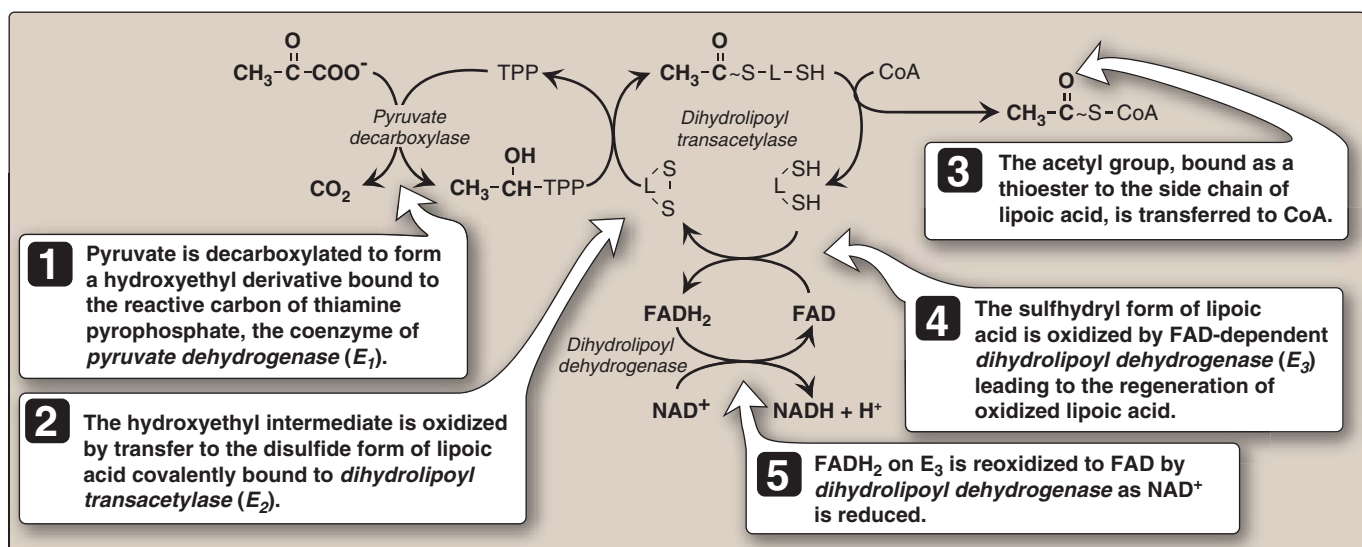 O
CH3–C–COO-
TPP
O
CH3–C~S–L–SH
CoA
O
CH3–C~S–CoA
Pyruvate
decarboxylase
Dihydrolipoyl
transacetylase
CO2
OH
CH3–CH–TPP
S
L
S
SH
L
SH
1
Pyruvate is decarboxylated to form
a hydroxyethyl derivative bound to
the reactive carbon of thiamine
pyrophosphate, the coenzyme of
pyruvate dehydrogenase (E1).
2
The hydroxyethyl intermediate is oxidized
by transfer to the disulfide form of lipoic
acid covalently bound to dihydrolipoyl
transacetylase (E2).
3
The acetyl group, bound as a
thioester to the side chain of
lipoic acid, is transferred to CoA.
FADH2
FAD
Dihydrolipoyl
dehydrogenase
NAD+
NADH + H+
4
The sulfhydryl form of lipoic
acid is oxidized by FAD-dependent
dihydrolipoyl dehydrogenase (E3)
leading to the regeneration of
oxidized lipoic acid.
5
FADH2 on E3 is reoxidized to FAD by
dihydrolipoyl dehydrogenase as NAD+
is reduced.